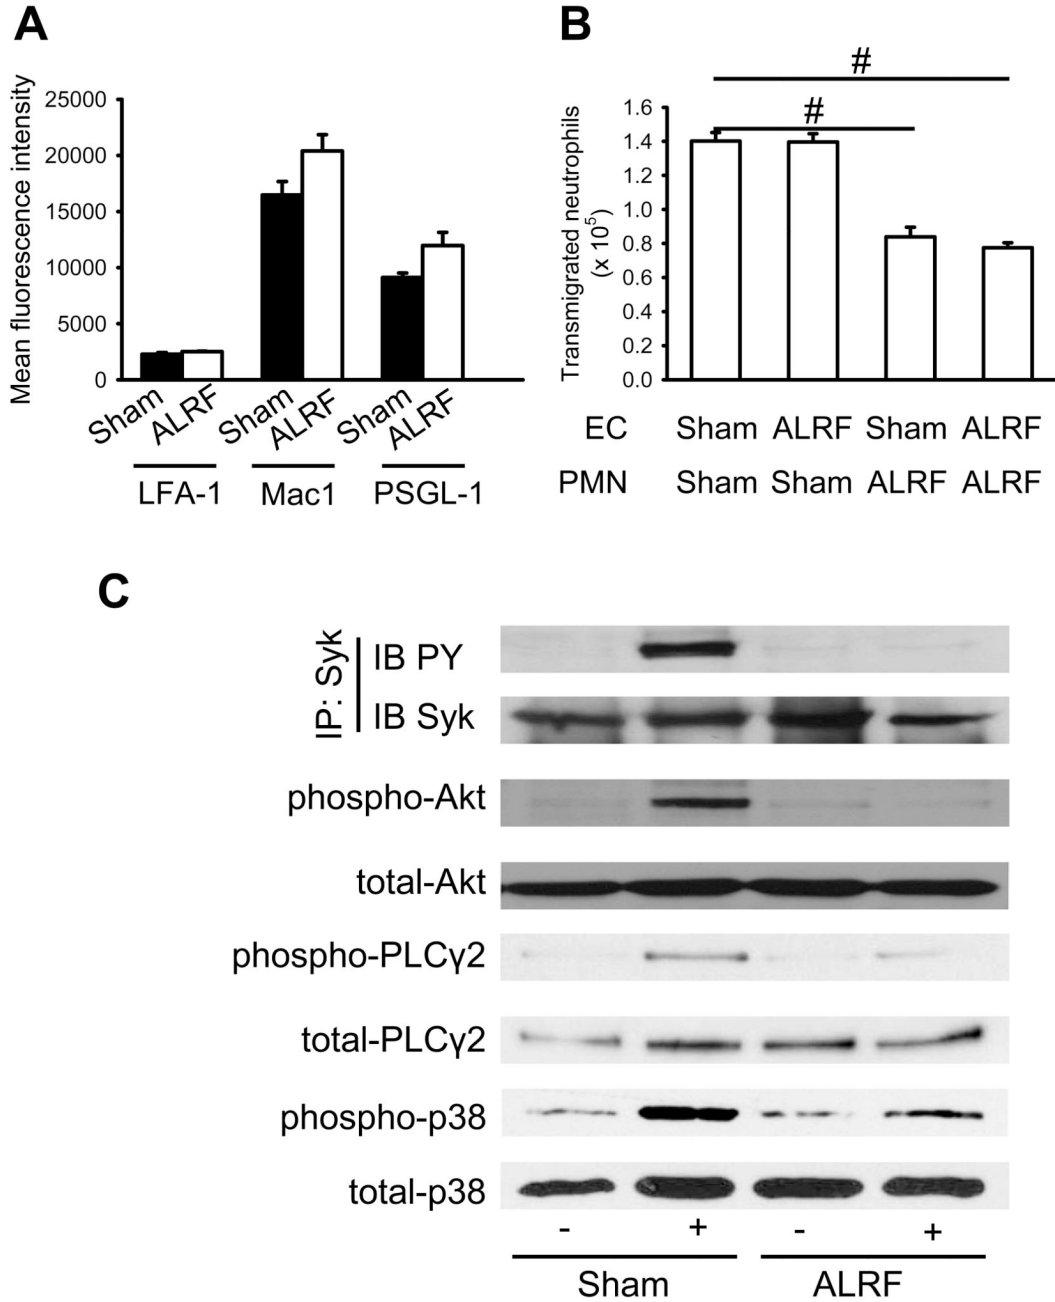 A
Mean fluorescence intensity
25000
20000
15000
10000
5000
0
Sham ALRF Sham ALRF Sham ALRF
LFA-1 Mac1 PSGL-1
B
Transmigrated neutrophils
(x 10⁵)
#
#
1.6
1.4
1.2
1.0
0.8
0.6
0.4
0.2
0.0
EC Sham ALRF Sham ALRF
PMN Sham Sham ALRF ALRF
C
IP: Syk
IB PY
IB Syk
phospho-Akt
total-Akt
phospho-PLCγ2
total-PLCγ2
phospho-p38
total-p38
- + - +
Sham ALRF